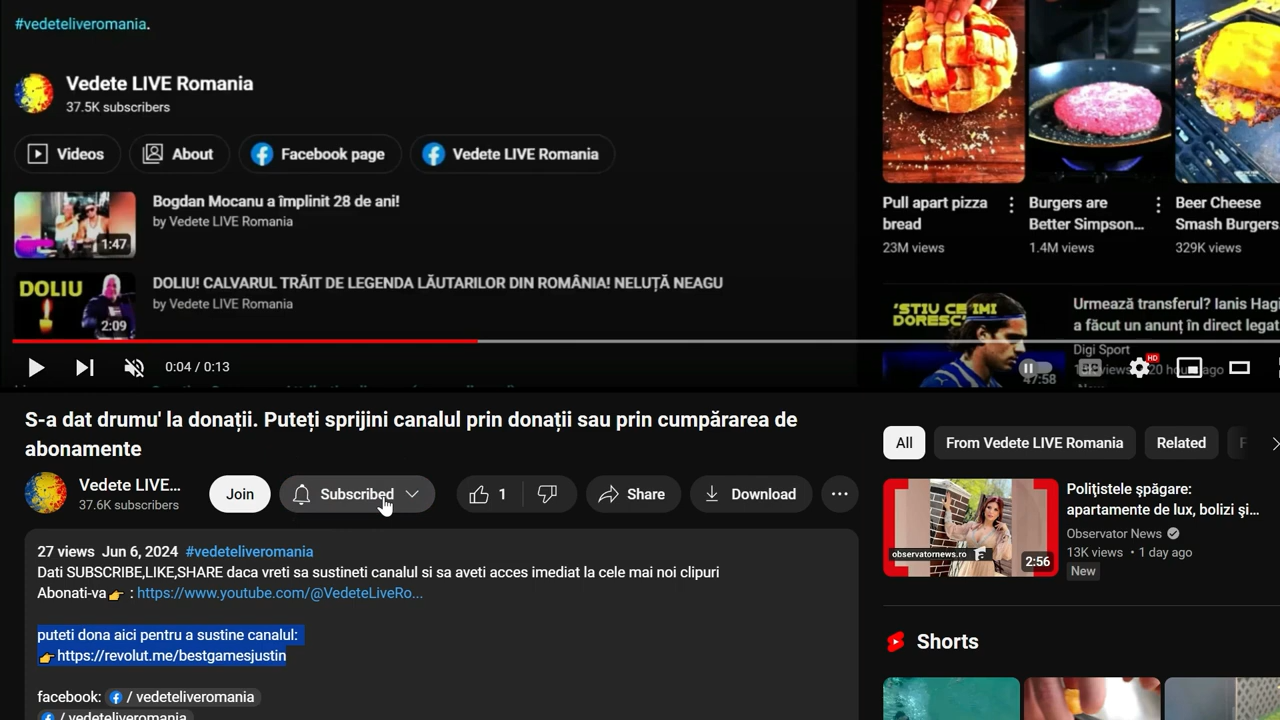 #vedeteliveromania.
Vedete LIVE Romania
37.5K subscribers
Videos
About
Facebook page
Vedete LIVE Romania
Bogdan Mocanu a împlinit 28 de ani!
by Vedete LIVE Romania
1:47
DOLIU! CALVARUL TRĂIT DE LEGENDA LĂUTARILOR DIN ROMÂNIA! NELUȚĂ NEAGU
by Vedete LIVE Romania
DOLIU
2:09
0:04 / 0:13
Pull apart pizza
bread
23M views
Burgers are
Better Simpson...
1.4M views
Beer Cheese
Smash Burgers
329K views
'ȘTIU CE ÎMI
DORESC'
47:58
Urmează transferul? Ianis Hagi
a făcut un anunț în direct legat
Digi Sport
HD
S-a dat drumu' la donații. Puteți sprijini canalul prin donații sau prin cumpărarea de
abonamente
Vedete LIVE...
37.6K subscribers
Join
Subscribed
1
Share
Download
27 views Jun 6, 2024 #vedeteliveromania
Dati SUBSCRIBE,LIKE,SHARE daca vreti sa sustineti canalul si sa aveti acces imediat la cele mai noi clipuri
Abonati-va👉 : https://www.youtube.com/@VedeteLiveRo...
puteti dona aici pentru a sustine canalul:
👉https://revolut.me/bestgamesjustin
facebook: / vedeteliveromania
/ vedeteliveromania
All
From Vedete LIVE Romania
Related
observatornews.ro
2:56
Polițistele șpăgare:
apartamente de lux, bolizi și...
Observator News
13K views • 1 day ago
New
Shorts